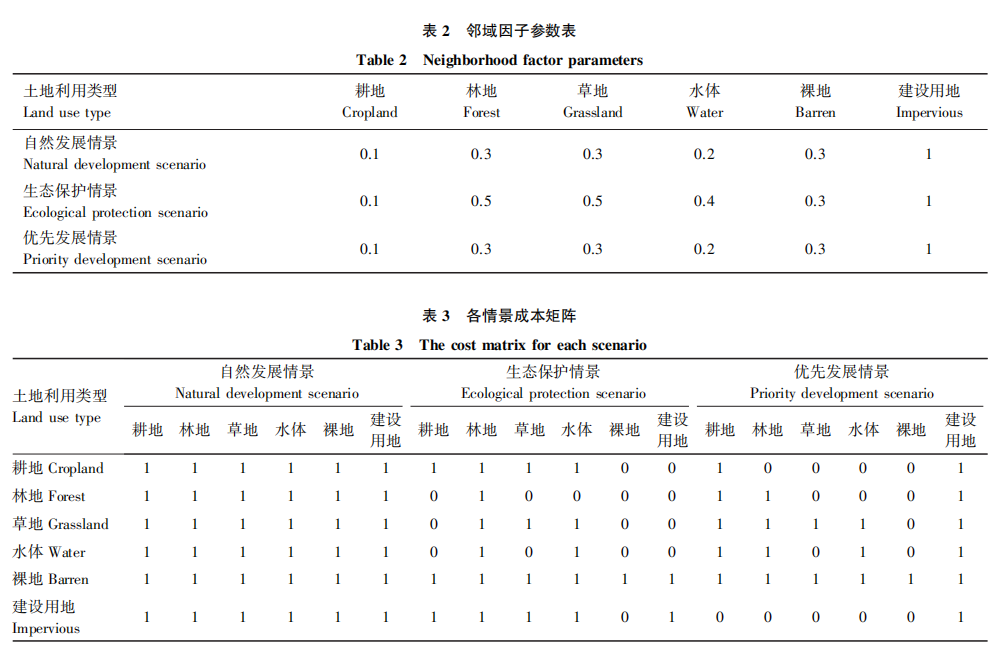 表 2 邻域因子参数表
Table 2 Neighborhood factor parameters
土地利用类型 耕地 林地 草地 水体 裸地 建设用地
Land use type Cropland Forest Grassland Water Barren Impervious
自然发展情景
Natural development scenario 0.1 0.3 0.3 0.2 0.3 1
生态保护情景
Ecological protection scenario 0.1 0.5 0.5 0.4 0.3 1
优先发展情景
Priority development scenario 0.1 0.3 0.3 0.2 0.3 1
表 3 各情景成本矩阵
Table 3 The cost matrix for each scenario
土地利用类型 自然发展情景 生态保护情景 优先发展情景
Land use type Natural development scenario Ecological protection scenario Priority development scenario
耕地 林地 草地 水体 裸地 建设用地 耕地 林地 草地 水体 裸地 建设用地 耕地 林地 草地 水体 裸地 建设用地
耕地 Cropland 1 1 1 1 1 1 1 1 1 1 0 0 1 0 0 0 0 1
林地 Forest 1 1 1 1 1 1 0 1 0 0 0 0 1 1 0 0 0 1
草地 Grassland 1 1 1 1 1 1 0 1 1 1 0 0 1 1 1 1 0 1
水体 Water 1 1 1 1 1 1 0 1 0 1 0 0 1 1 0 1 0 1
裸地 Barren 1 1 1 1 1 1 1 1 1 1 1 1 1 1 1 1 1 1
建设用地
Impervious 1 1 1 1 1 1 1 1 1 1 0 1 0 0 0 0 0 1